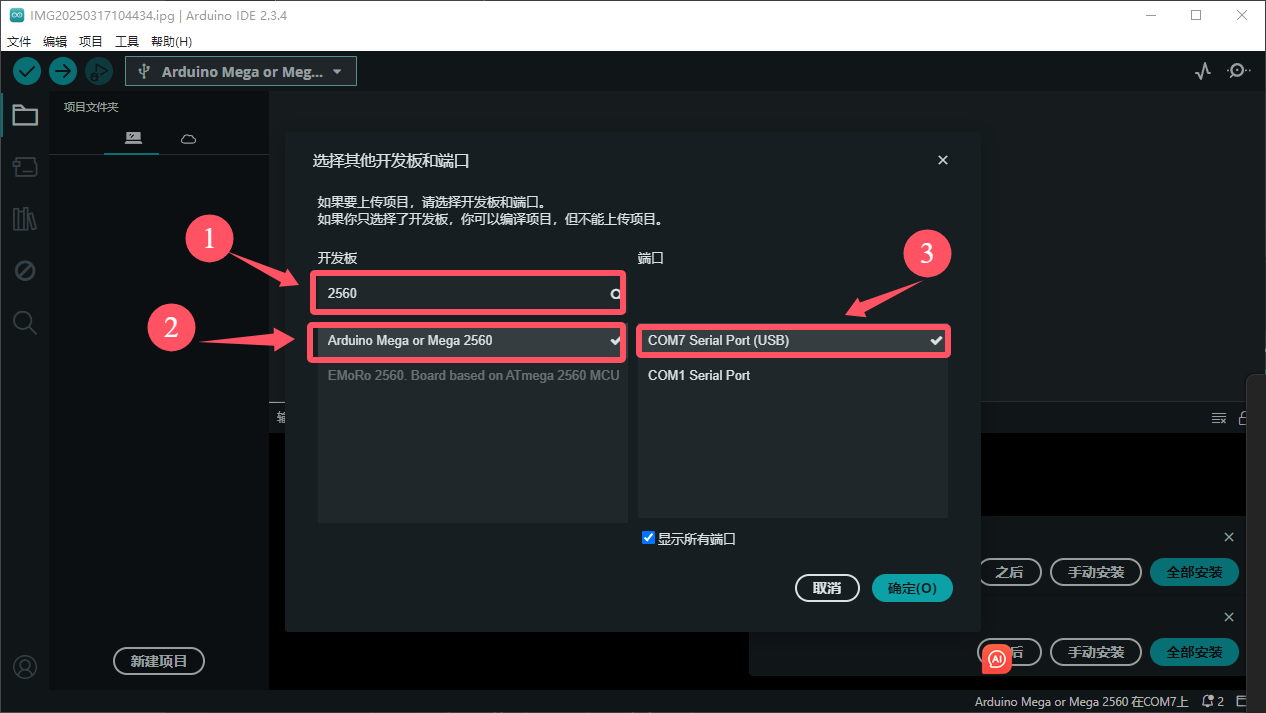 IMG20250317104434.ipg | Arduino IDE 2.3.4
文件 编辑 项目 工具 帮助(H)
Arduino Mega or Meg...
项目文件夹
选择其他开发板和端口
如果要上传项目，请选择开发板和端口。
如果你只选择了开发板，你可以编译项目，但不能上传项目。
1
3
开发板
端口
2560
2
Arduino Mega or Mega 2560
COM7 Serial Port (USB)
EMoRo 2560. Board based on ATmega 2560 MCU
COM1 Serial Port
显示所有端口
取消
确定(O)
之后
手动安装
全部安装
后
手动安装
全部安装
AI
新建项目
Arduino Mega or Mega 2560 在COM7上
2